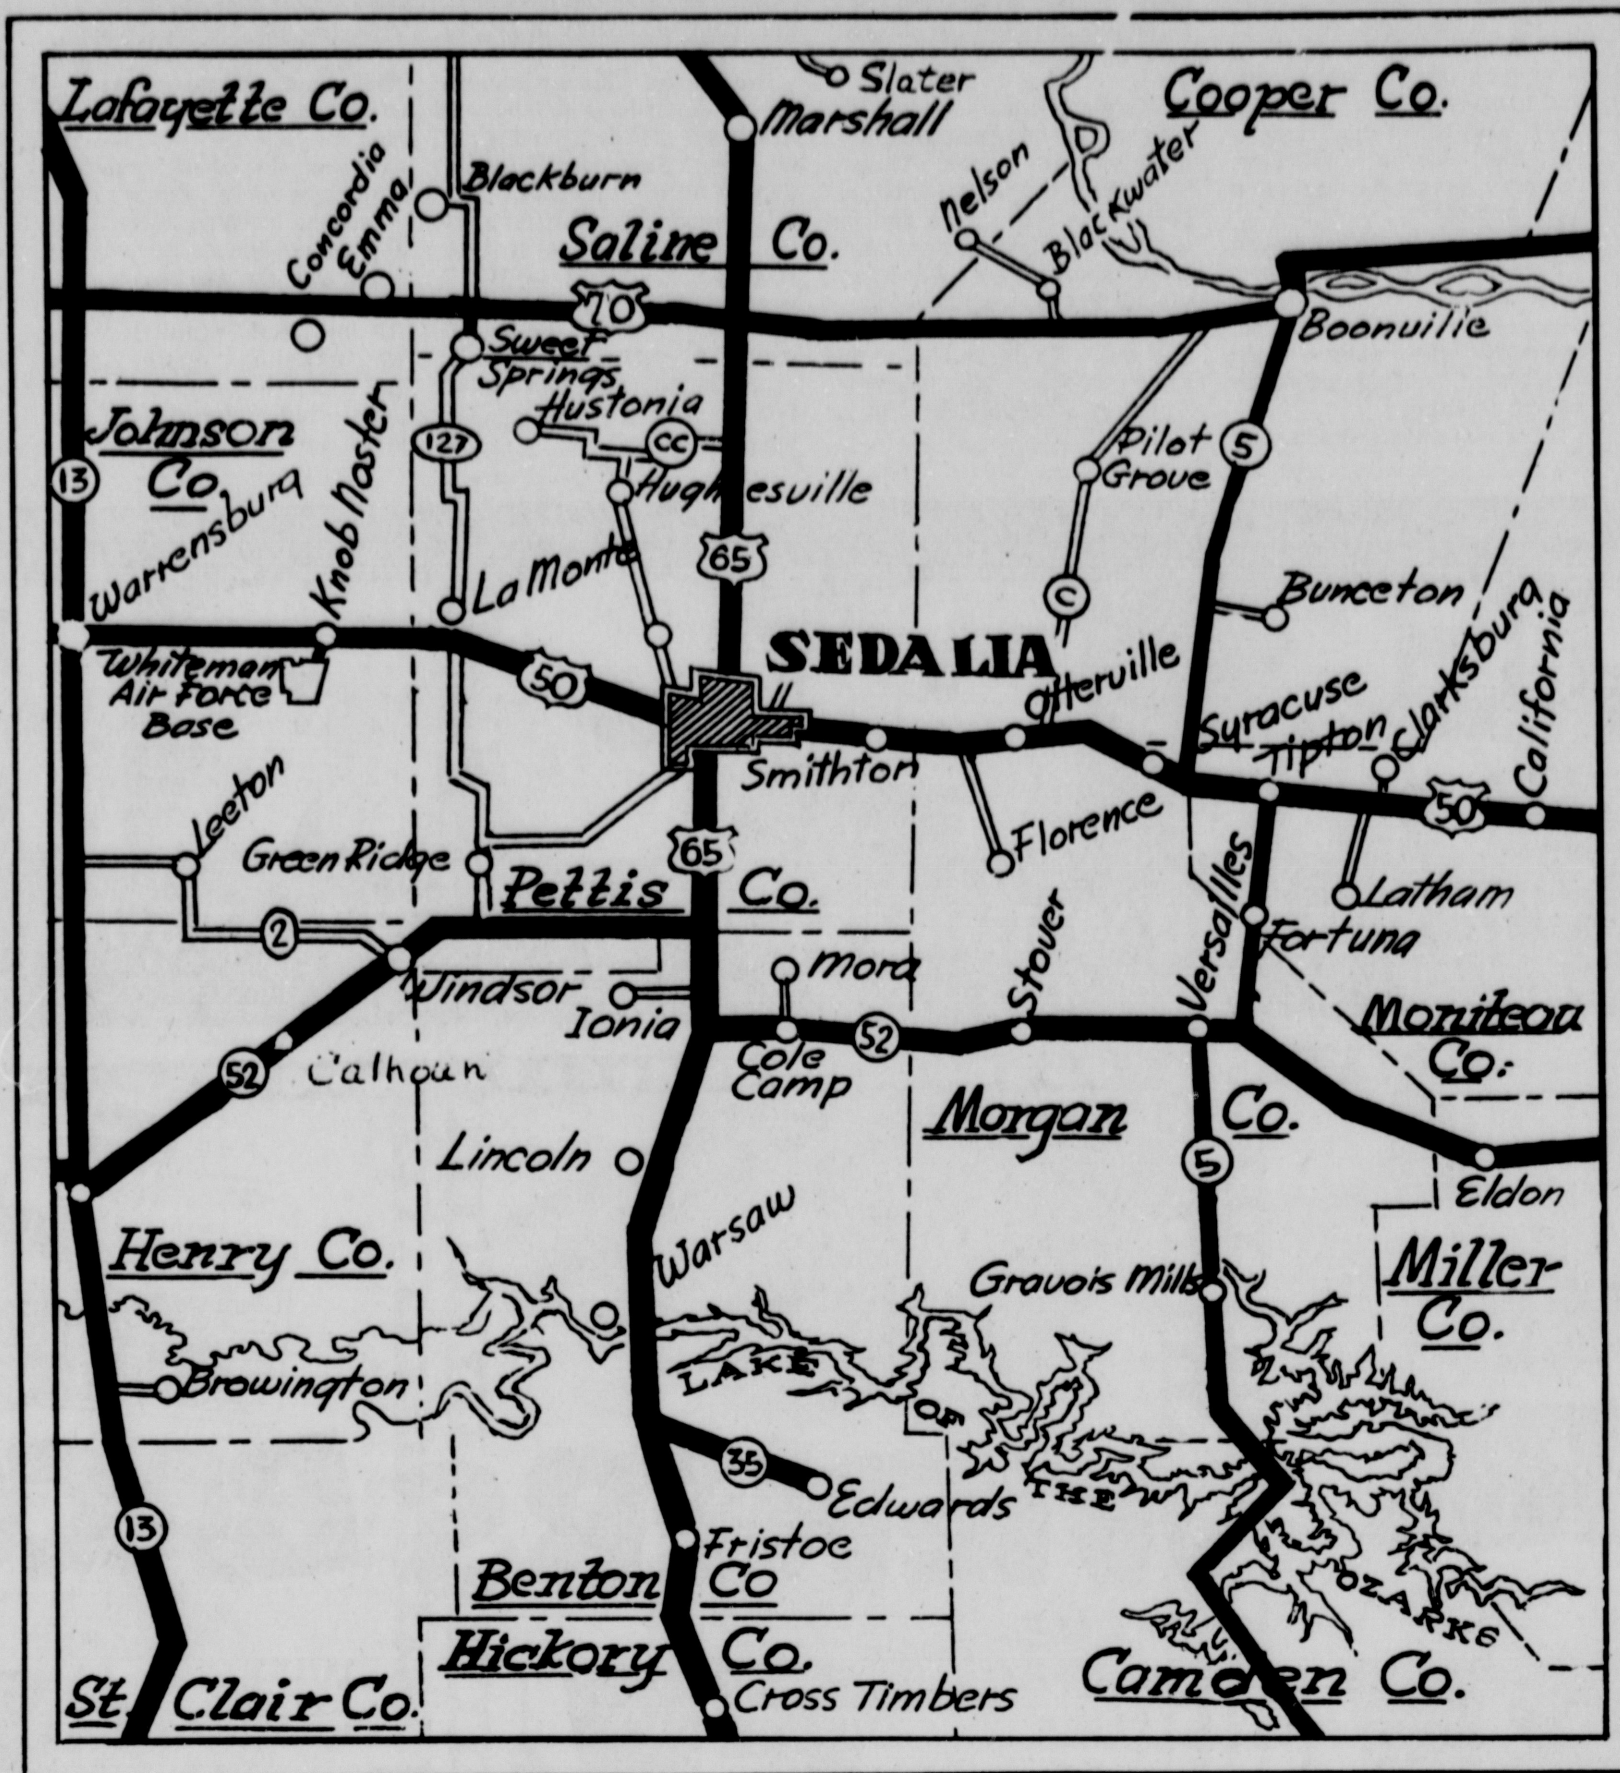 Slater
Lafayette Co.
Cooper Co.
Marshall
Concordia
Emma
Blackburn
Nelson
Blackwater
Saline Co.
70
Boonville
Sweet
Springs
Hustonia
Johnson
Co.
Knob Noster
127
CC
Pilot
Grove
5
13
Hughesville
Warrensburg
65
La Monte
C
Bunceton
Clarksburg
California
SEDALIA
Otterville
Whiteman
Air Force
Base
50
Syracuse
Tipton
Smithton
Leeton
50
Florence
Green Ridge
65
Versalles
Pettis Co.
Latham
Stover
2
Fortuna
Mora
Windsor
Ionia
Moniteau
Co.
52
Cole
Camp
52
Calhoun
Morgan Co.
Lincoln
5
Eldon
Warsaw
Henry Co.
Gravois Mills
Miller
Co.
LAKE
Browington
OF
35
Edwards
THE
13
Fristoe
Benton Co
OZARKS
Hickory Co.
Camden Co.
St. Clair Co.
Cross Timbers